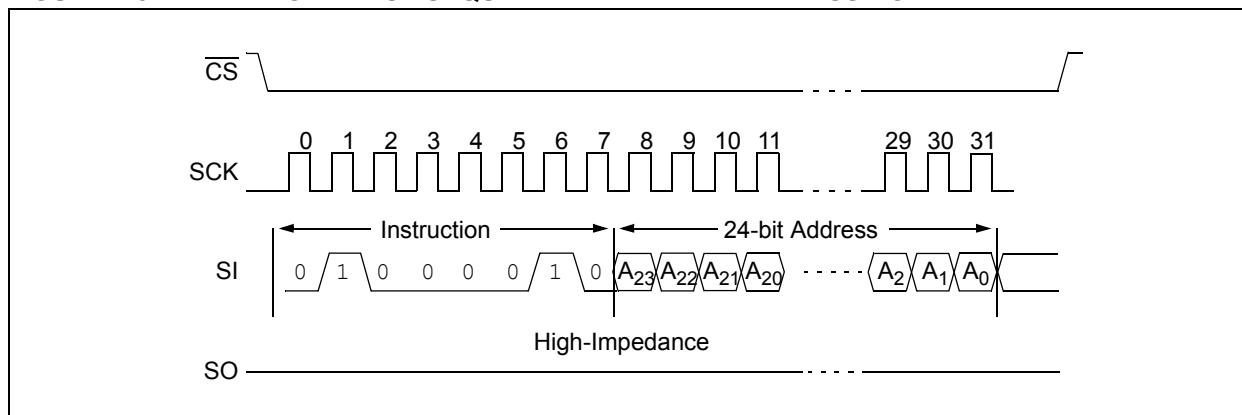 CS
0 1 2 3 4 5 6 7 8 9 10 11 29 30 31
SCK
Instruction 24-bit Address
SI 0 1 0 0 0 0 1 0 A23 A22 A21 A20 A2 A1 A0
High-Impedance
SO